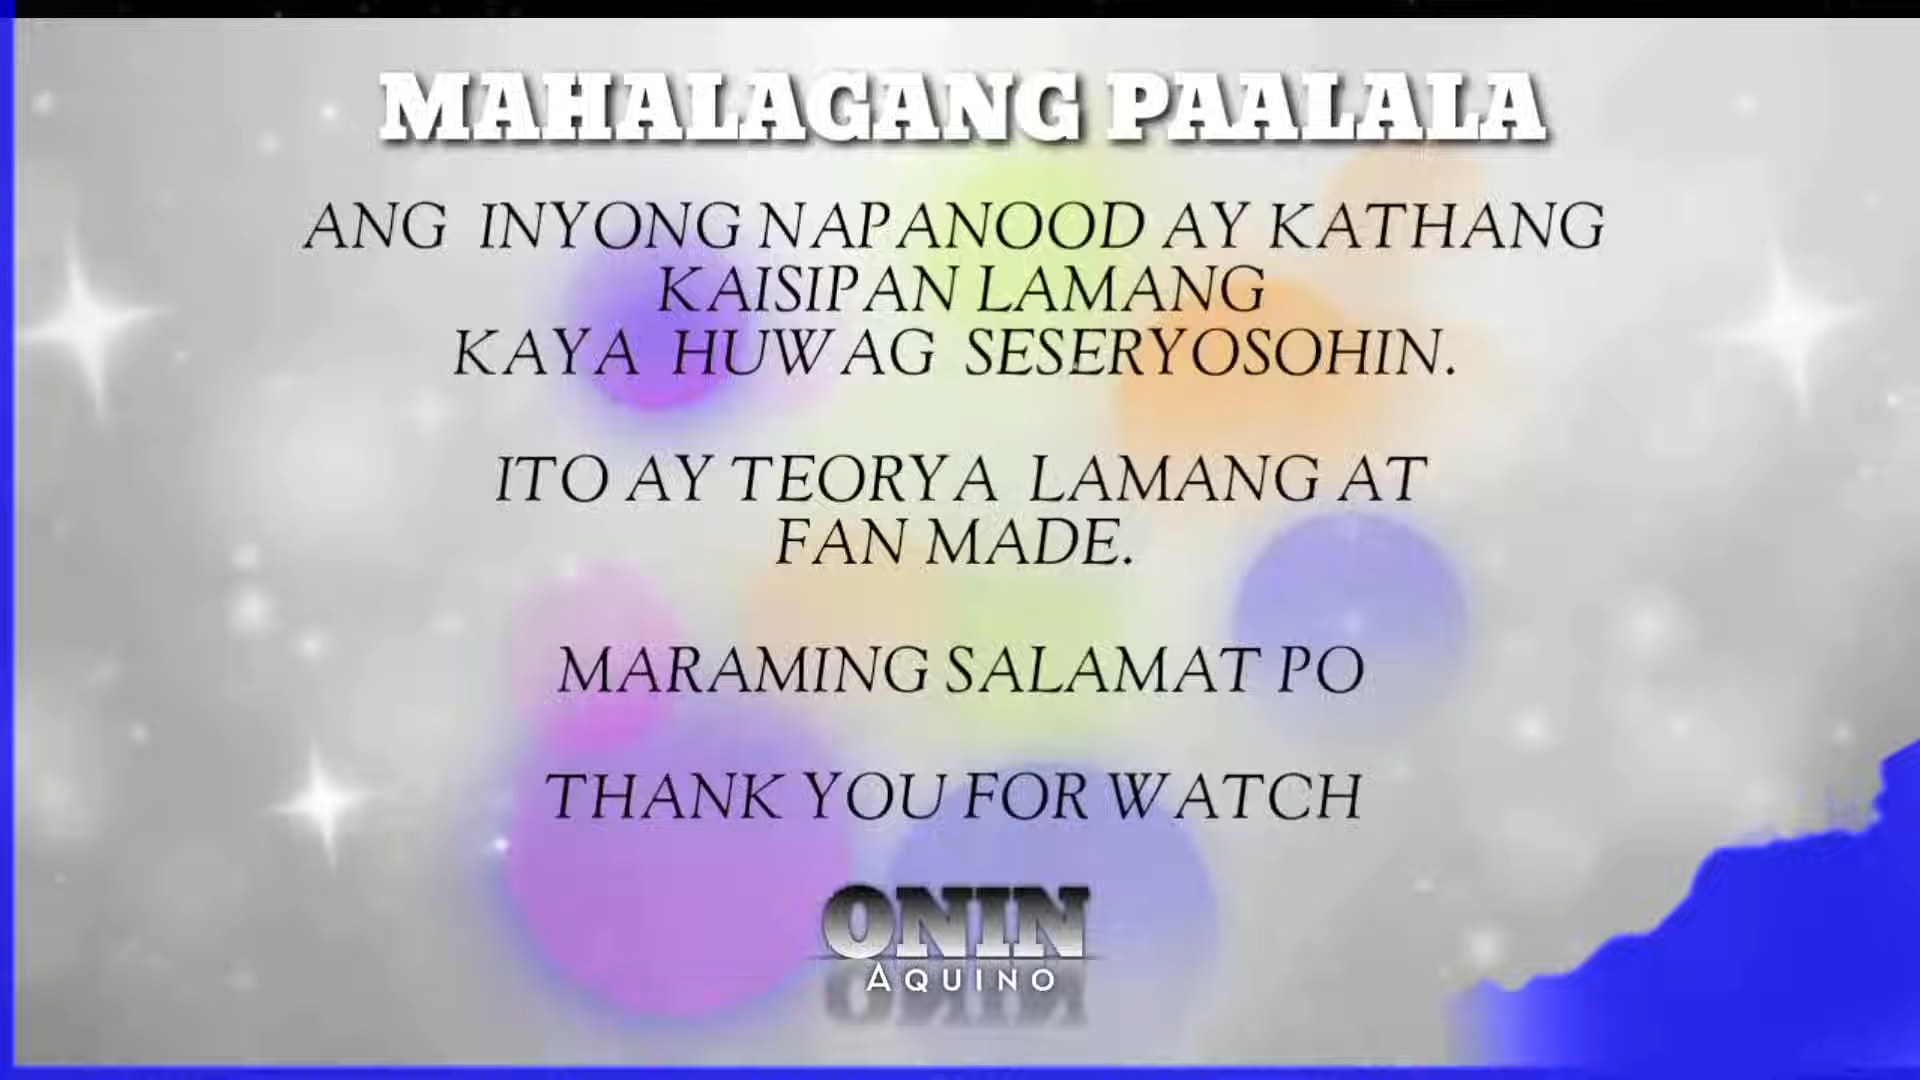 MAHALAGANG PAALALA
ANG INYONG NAPANOOD AY KATHANG
KAISIPAN LAMANG
KAYA HUWAG SESERYOSOHIN.
ITO AY TEORYA LAMANG AT
FAN MADE.
MARAMING SALAMAT PO
THANK YOU FOR WATCH
ONIN
AQUINO